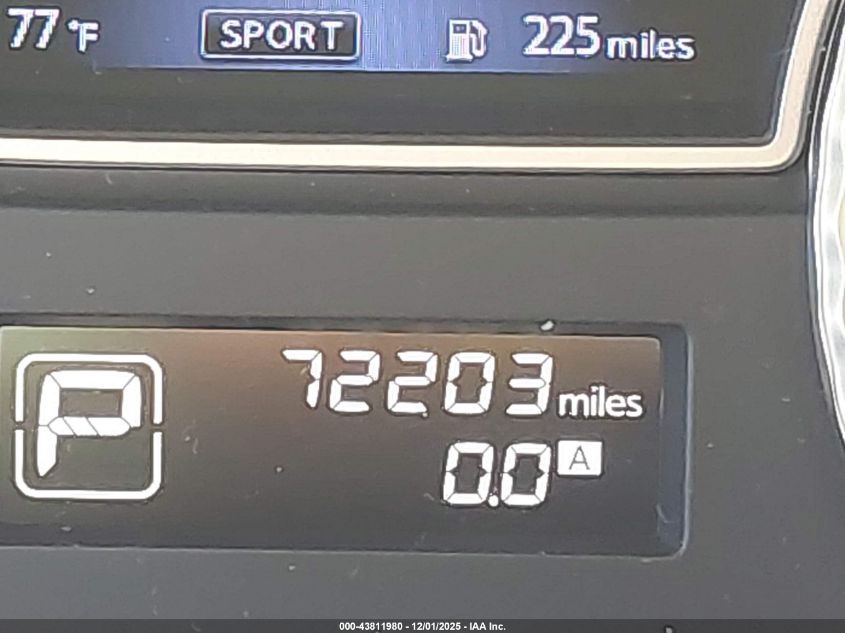 77°F SPORT 225 miles
72203 miles
P
0.0 A
000-43811980 - 12/01/2025 - IAA Inc.